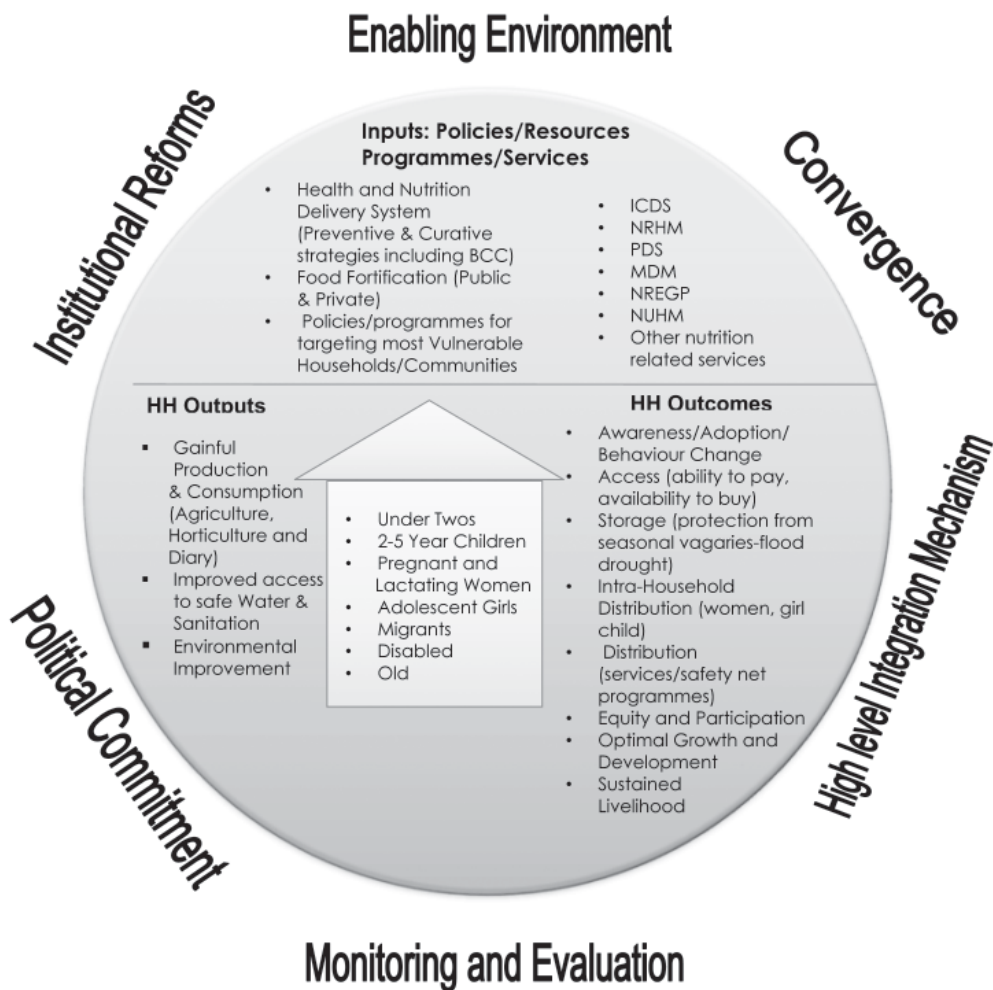 Enabling Environment
Institutional Reforms
Convergence
Inputs: Policies/Resources
Programmes/Services
• Health and Nutrition
Delivery System
(Preventive & Curative
strategies including BCC)
• Food Fortification (Public
& Private)
• Policies/programmes for
targeting most Vulnerable
Households/Communities
• ICDS
• NRHM
• PDS
• MDM
• NREGP
• NUHM
• Other nutrition
related services
HH Outputs
▪ Gainful
Production
& Consumption
(Agriculture,
Horticulture and
Diary)
▪ Improved access
to safe Water &
Sanitation
▪ Environmental
Improvement
• Under Twos
• 2-5 Year Children
• Pregnant and
Lactating Women
• Adolescent Girls
• Migrants
• Disabled
• Old
HH Outcomes
• Awareness/Adoption/
Behaviour Change
• Access (ability to pay,
availability to buy)
• Storage (protection from
seasonal vagaries-flood
drought)
• Intra-Household
Distribution (women, girl
child)
• Distribution
(services/safety net
programmes)
• Equity and Participation
• Optimal Growth and
Development
• Sustained
Livelihood
Political Commitment
High level Integration Mechanism
Monitoring and Evaluation